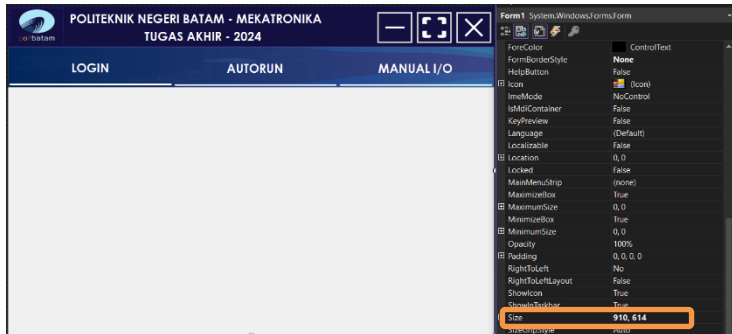 POLITEKNIK NEGERI BATAM - MEKATRONIKA
TUGAS AKHIR - 2024
polibatam
LOGIN AUTORUN MANUAL I/O
Form1 System.Windows.Forms.Form
ForeColor ControlText
FormBorderStyle None
HelpButton False
Icon (Icon)
ImeMode NoControl
IsMdiContainer False
KeyPreview False
Language (Default)
Localizable False
Location 0, 0
Locked False
MainMenuStrip (none)
MaximizeBox True
MaximumSize 0, 0
MinimizeBox True
MinimumSize 0, 0
Opacity 100%
Padding 0, 0, 0, 0
RightToLeft No
RightToLeftLayout False
ShowIcon True
ShowInTaskbar True
Size 910, 614
SizeGripStyle Auto